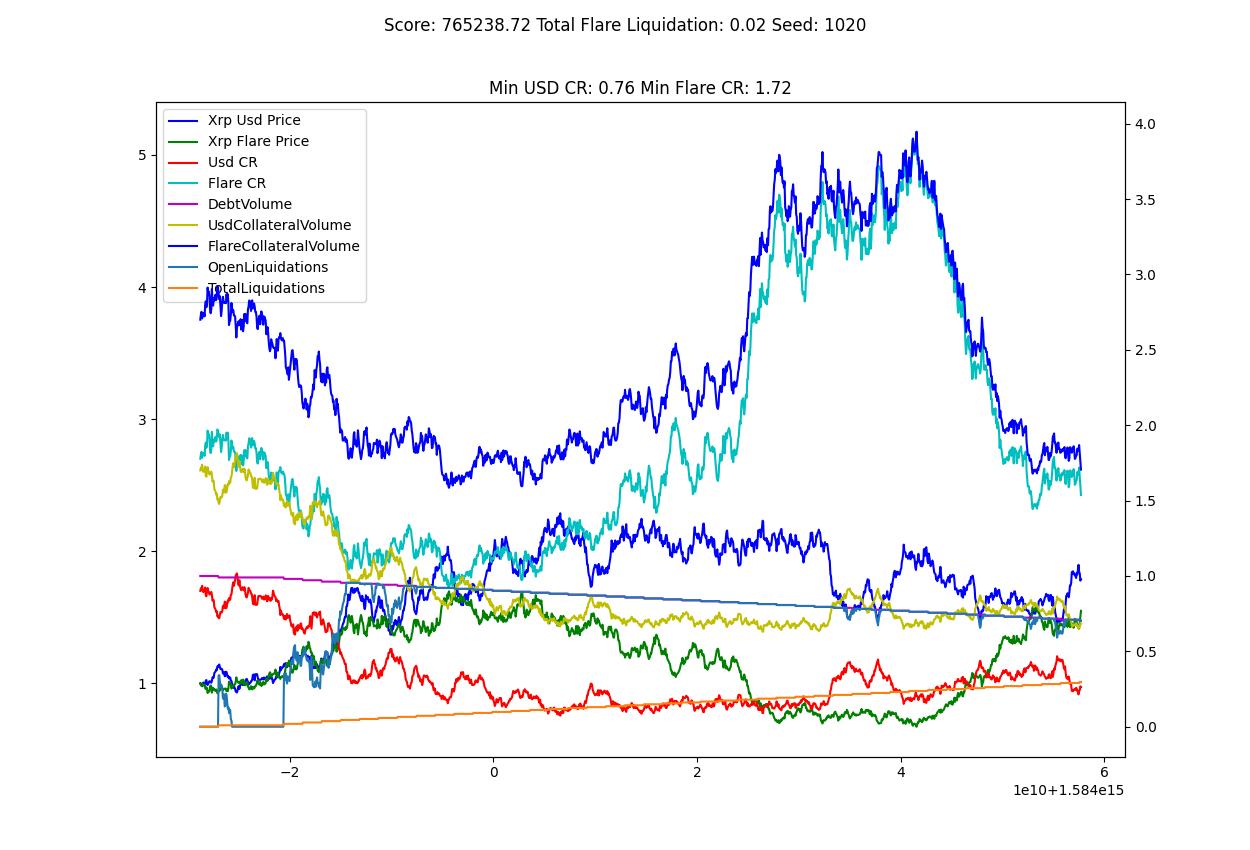 Score: 765238.72 Total Flare Liquidation: 0.02 Seed: 1020
Min USD CR: 0.76 Min Flare CR: 1.72
Xrp Usd Price
Xrp Flare Price
Usd CR
Flare CR
DebtVolume
UsdCollateralVolume
FlareCollateralVolume
OpenLiquidations
TotalLiquidations
5
4
3
2
1
4.0
3.5
3.0
2.5
2.0
1.5
1.0
0.5
0.0
−2 0 2 4 6
1e10+1.584e15